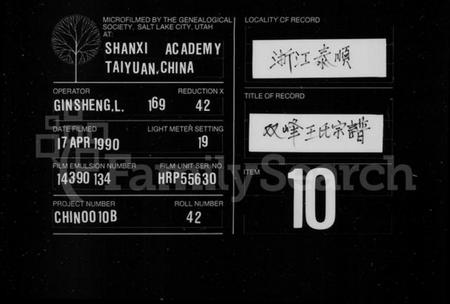 MICROFILMED BY THE GENEALOGICAL
SOCIETY, SALT LAKE CITY, UTAH
AT:
SHANXI ACADEMY
TAIYUAN, CHINA
OPERATOR
REDUCTION X
GINSHENG.L. 169
42
DATE FILMED
LIGHT METER SETTING
17 APR 1990
19
FILM EMULSION NUMBER
FILM UNIT SER. NO.
14390 134
HRP55630
PROJECT NUMBER
ROLL NUMBER
CHIN0010B
42
LOCALITY OF RECORD
浙江泰順
TITLE OF RECORD
双峰王氏宗譜
ITEM
10
FamilySearch